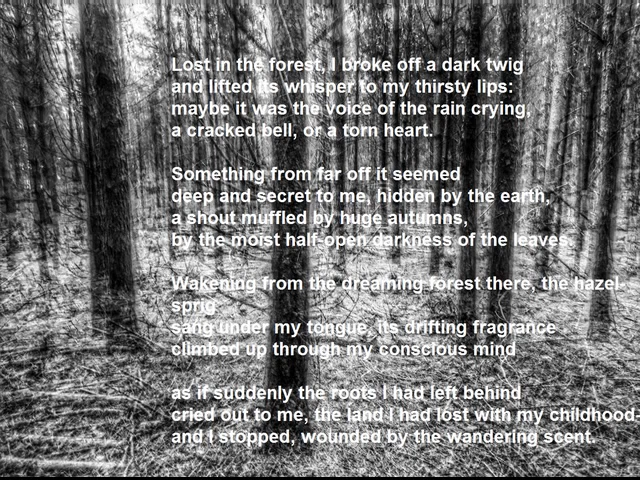 Lost in the forest, I broke off a dark twig
and lifted its whisper to my thirsty lips:
maybe it was the voice of the rain crying,
a cracked bell, or a torn heart.
Something from far off it seemed
deep and secret to me, hidden by the earth,
a shout muffled by huge autumns,
by the moist half-open darkness of the leaves.
Wakening from the dreaming forest there, the hazel-
sprig
sang under my tongue, its drifting fragrance
climbed up through my conscious mind
as if suddenly the roots I had left behind
cried out to me, the land I had lost with my childhood-
and I stopped, wounded by the wandering scent.